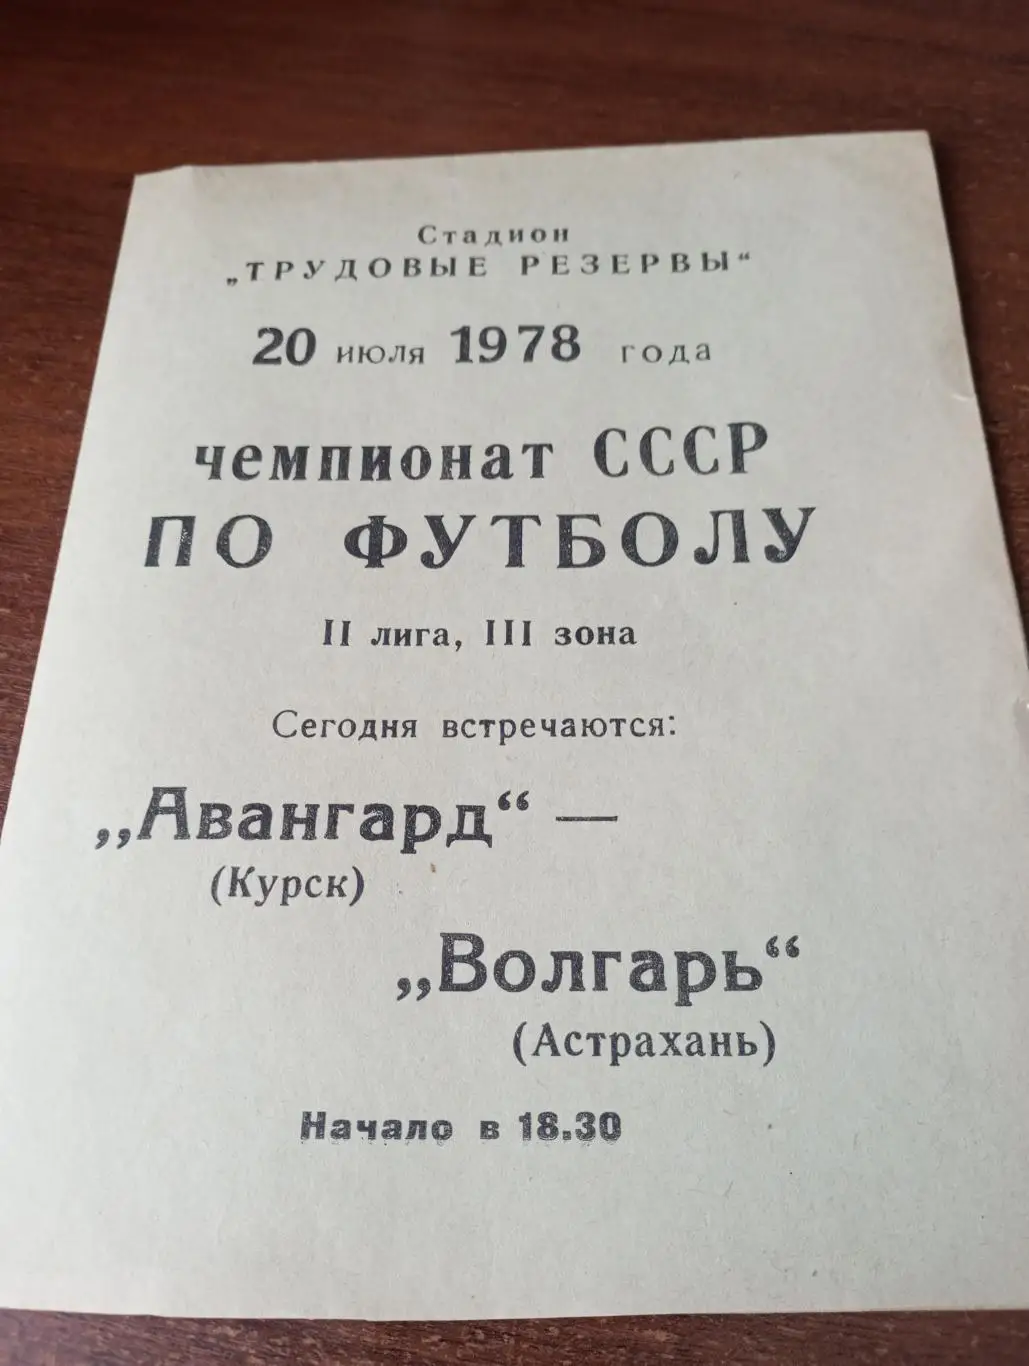 Стадион
„ТРУДОВЫЕ РЕЗЕРВЫ“
20 июля 1978 года
чемпионат СССР
ПО ФУТБОЛУ
II лига, III зона
Сегодня встречаются:
„Авангард“ —
(Курск)
„Волгарь“
(Астрахань)
Начало в 18.30